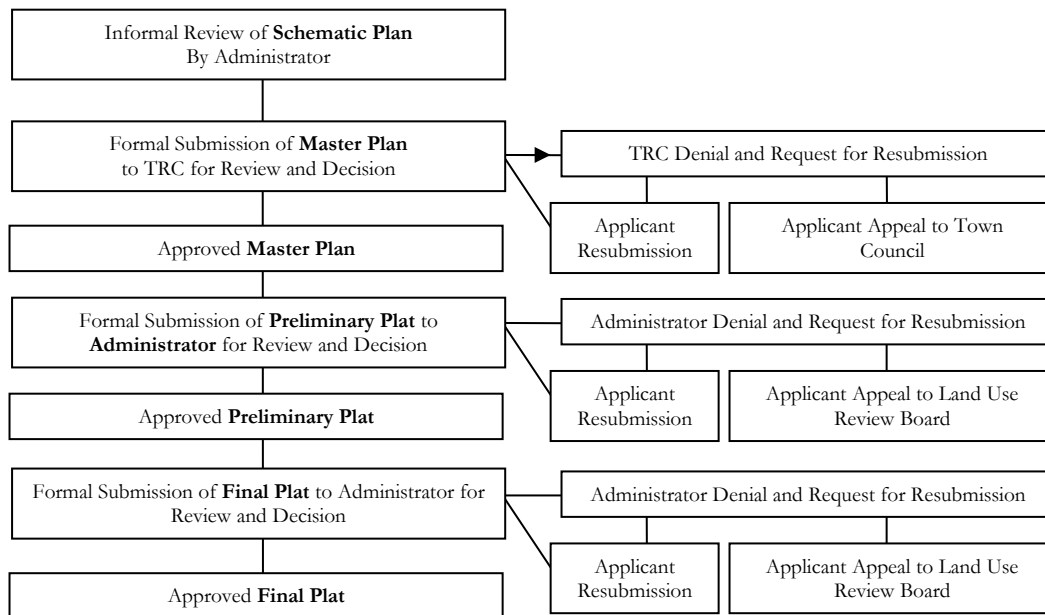 Informal Review of Schematic Plan
By Administrator
Formal Submission of Master Plan
to TRC for Review and Decision
TRC Denial and Request for Resubmission
Applicant
Resubmission
Applicant Appeal to Town
Council
Approved Master Plan
Formal Submission of Preliminary Plat to
Administrator for Review and Decision
Administrator Denial and Request for Resubmission
Applicant
Resubmission
Applicant Appeal to Land Use
Review Board
Approved Preliminary Plat
Formal Submission of Final Plat to Administrator for
Review and Decision
Administrator Denial and Request for Resubmission
Applicant
Resubmission
Applicant Appeal to Land Use
Review Board
Approved Final Plat